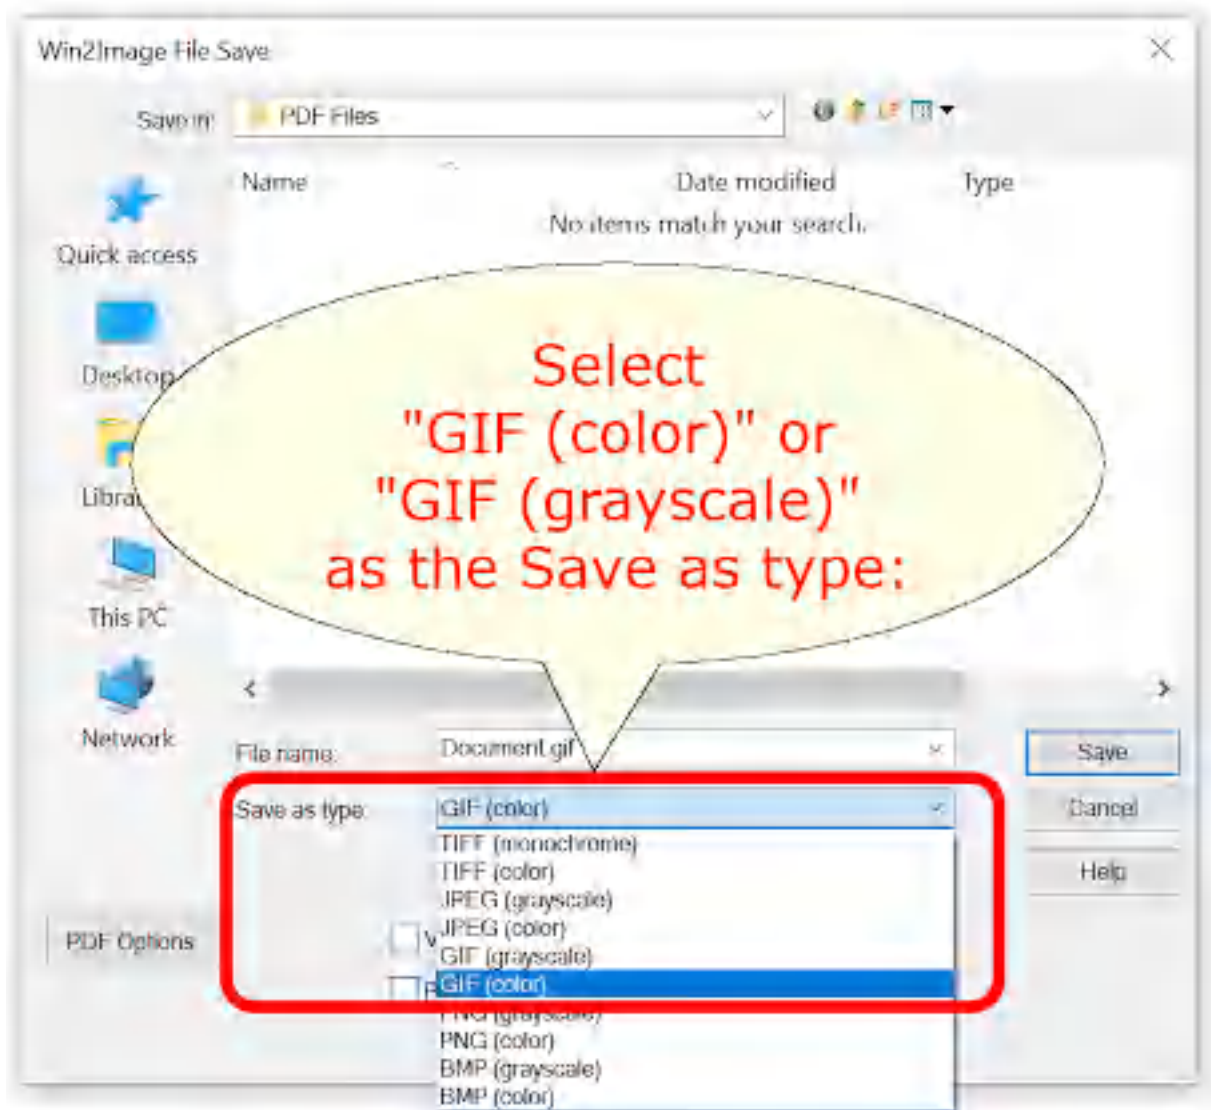 Win2Image File Save
Save in:
PDF Files
Name
Date modified
Type
No items match your search.
Quick access
Desktop
This PC
Network
Select
"GIF (color)" or
"GIF (grayscale)"
as the Save as type:
File name:
Document.gif
Save
Save as type:
GIF (color)
Cancel
TIFF (monochrome)
TIFF (color)
Help
JPEG (grayscale)
JPEG (color)
PDF Options
GIF (grayscale)
GIF (color)
PNG (grayscale)
PNG (color)
BMP (grayscale)
BMP (color)